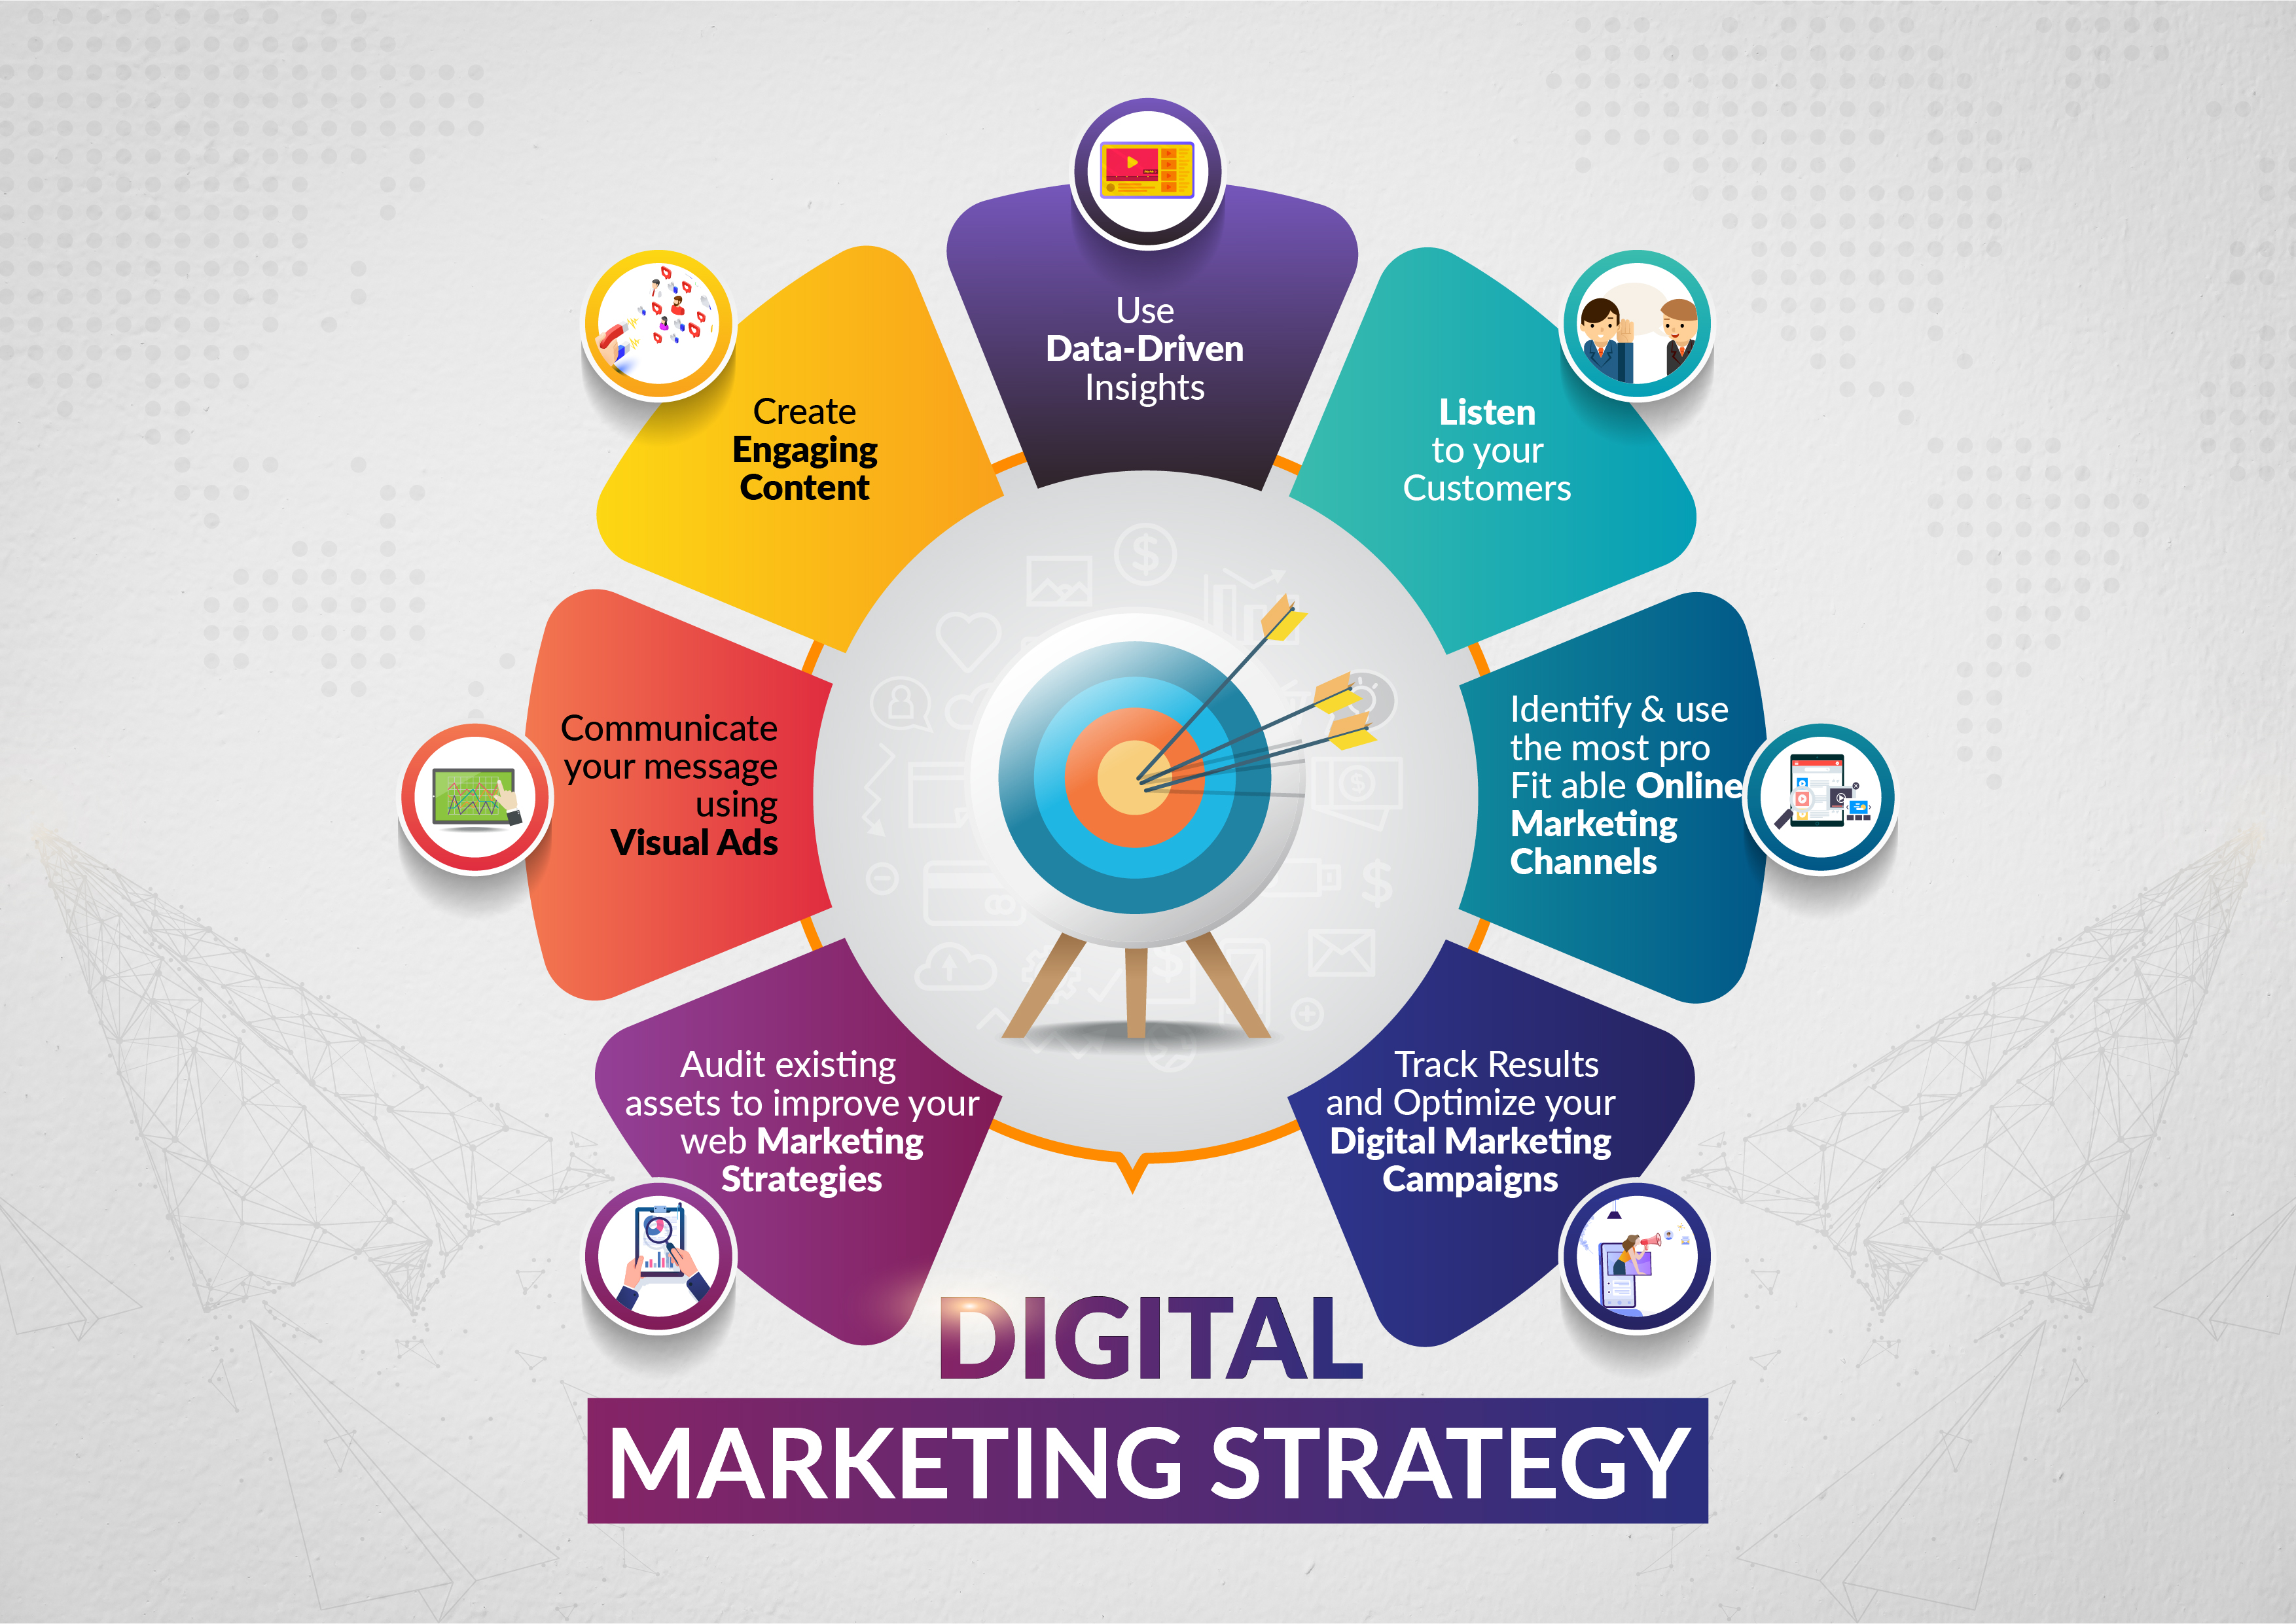 Use
Data-Driven
Insights
Create
Engaging
Content
Listen
to your
Customers
Communicate
your message
using
Visual Ads
Identify & use
the most pro
Fit able Online
Marketing
Channels
Audit existing
assets to improve your
web Marketing
Strategies
Track Results
and Optimize your
Digital Marketing
Campaigns
DIGITAL
MARKETING STRATEGY